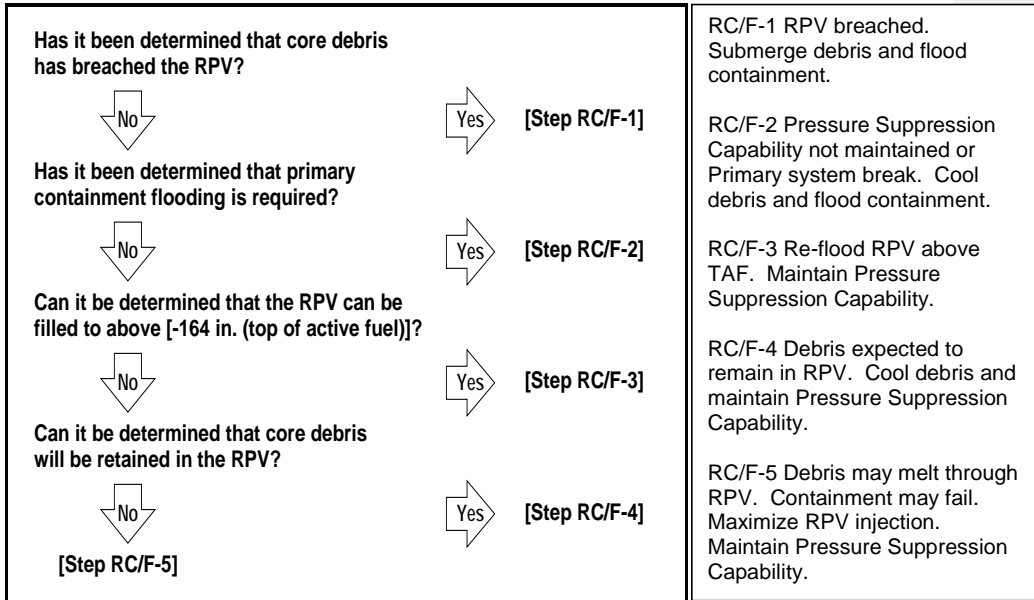 Has it been determined that core debris
has breached the RPV?
No
Yes
[Step RC/F-1]
Has it been determined that primary
containment flooding is required?
No
Yes
[Step RC/F-2]
Can it be determined that the RPV can be
filled to above [-164 in. (top of active fuel)]?
No
Yes
[Step RC/F-3]
Can it be determined that core debris
will be retained in the RPV?
No
Yes
[Step RC/F-4]
[Step RC/F-5]
RC/F-1 RPV breached.
Submerge debris and flood
containment.
RC/F-2 Pressure Suppression
Capability not maintained or
Primary system break. Cool
debris and flood containment.
RC/F-3 Re-flood RPV above
TAF. Maintain Pressure
Suppression Capability.
RC/F-4 Debris expected to
remain in RPV. Cool debris and
maintain Pressure Suppression
Capability.
RC/F-5 Debris may melt through
RPV. Containment may fail.
Maximize RPV injection.
Maintain Pressure Suppression
Capability.